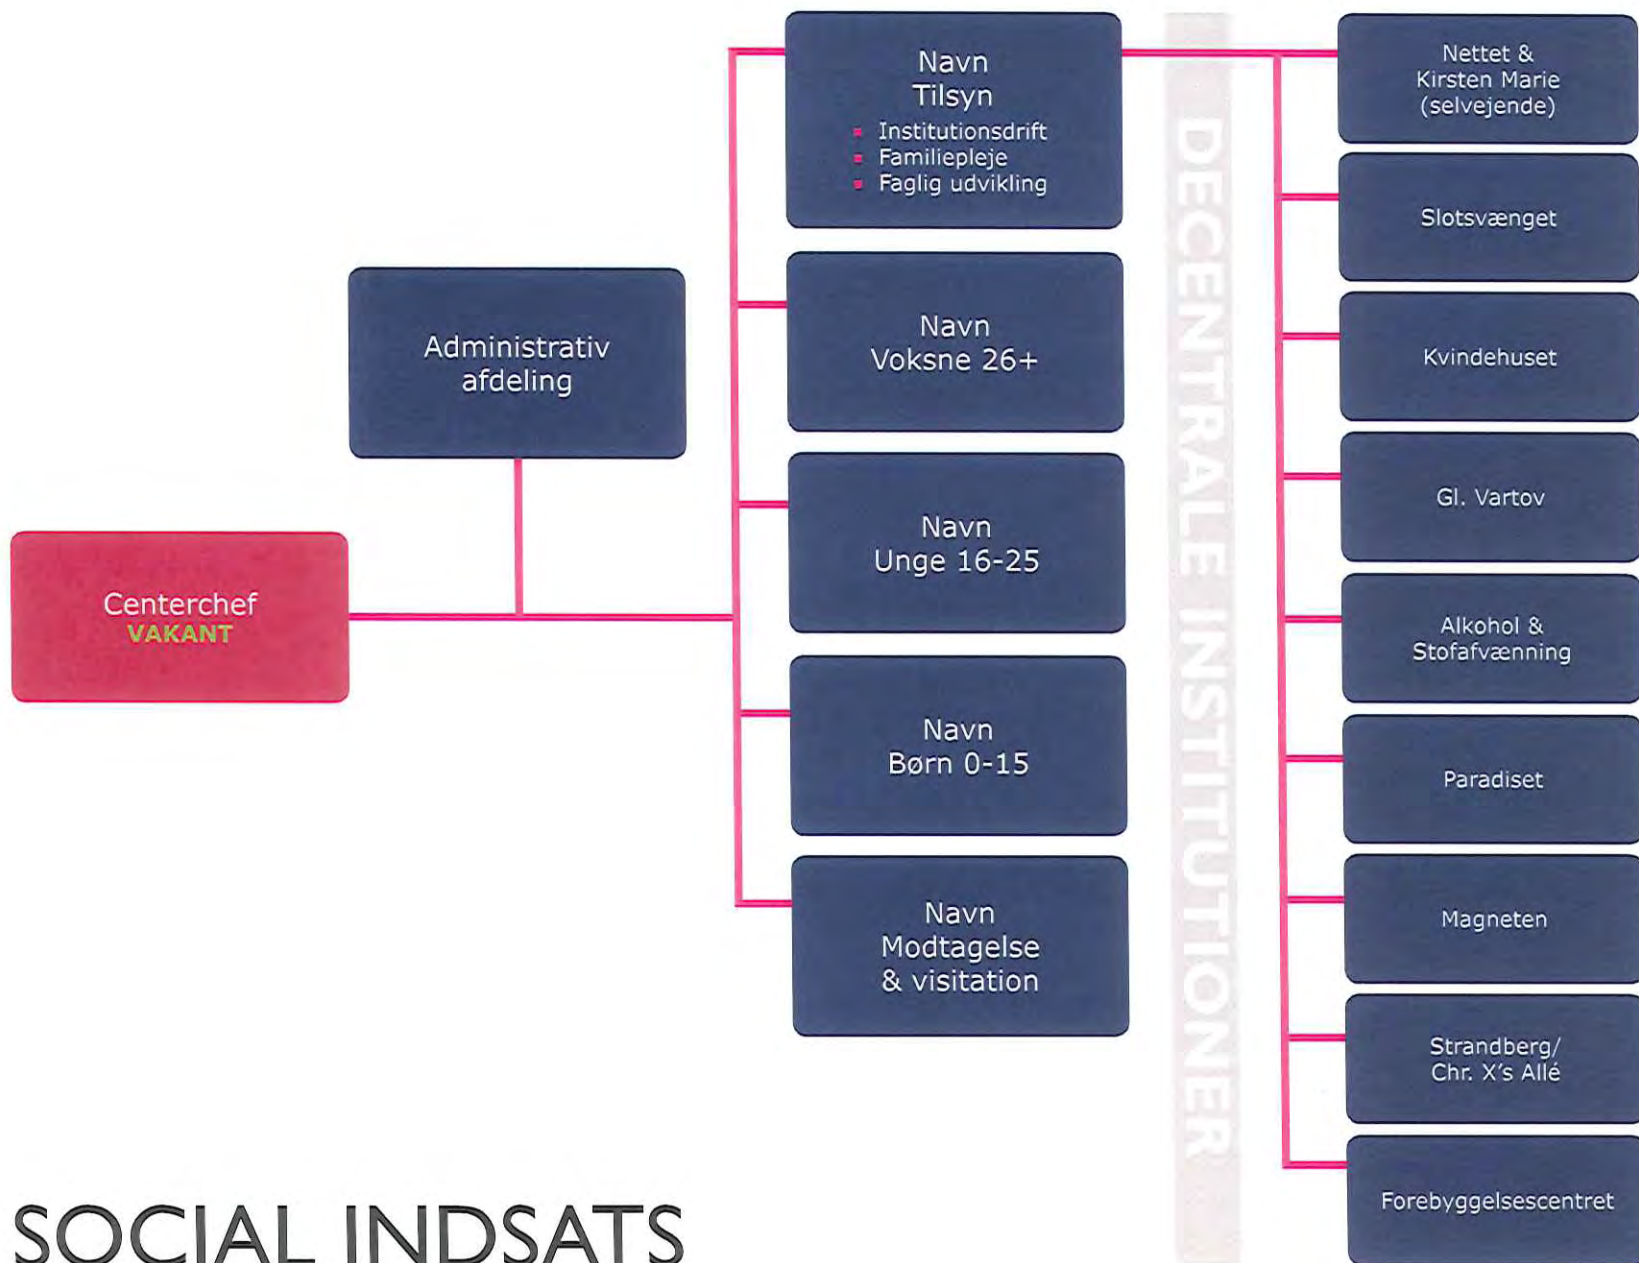 Navn
Tilsyn
Institutionsdrift
Familiepleje
Faglig udvikling
Administrativ
afdeling
Navn
Voksne 26+
Navn
Unge 16-25
Centerchef
VAKANT
Navn
Børn 0-15
Navn
Modtagelse
& visitation
DECENTRALE INSTITUTIONER
Nettet &
Kirsten Marie
(selvejende)
Slotsvænget
Kvindehuset
Gl. Vartov
Alkohol &
Stofafvænning
Paradiset
Magneten
Strandberg/
Chr. X's Allé
Forebyggelsescentret
SOCIAL INDSATS